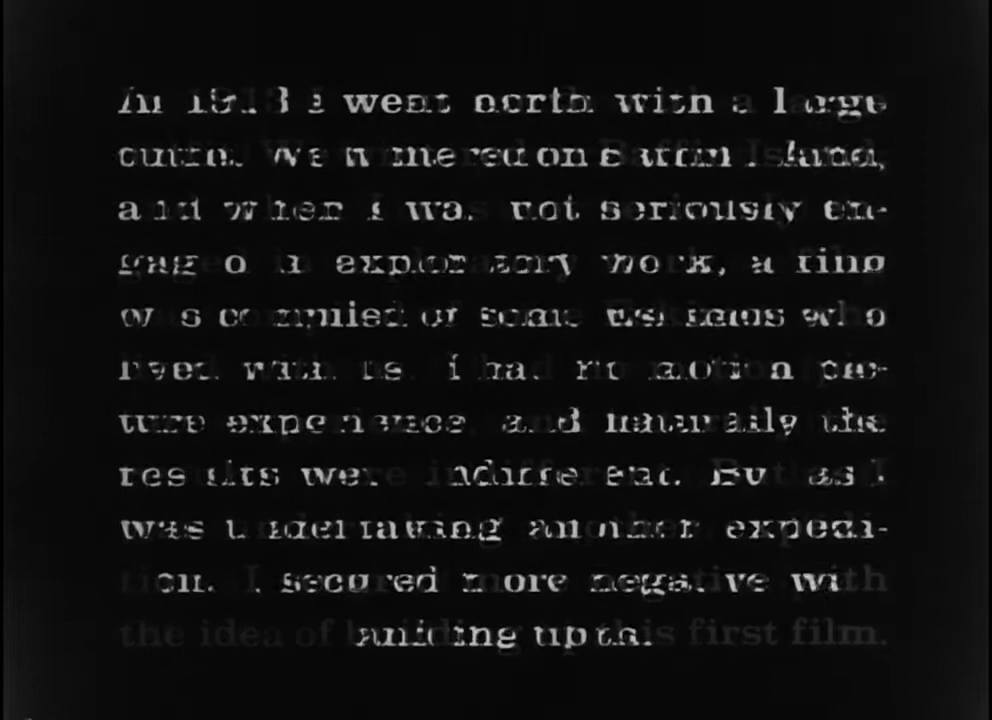 In 1913 I went north with a large
outfit. We wintered on Baffin Island,
and when I was not seriously en-
gaged in exploratory work, a film
was compiled of some Eskimos who
lived with us. I had no motion pic-
ture experience, and naturally the
results were indifferent. But as I
was undertaking another expedi-
tion, I secured more negative with
the idea of building up this first film.